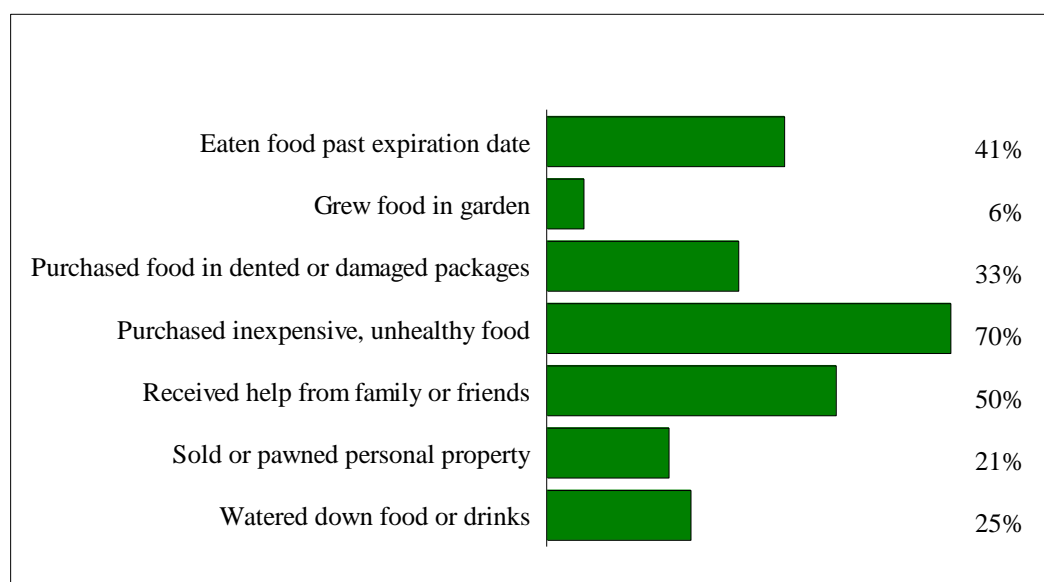 Eaten food past expiration date 41%
Grew food in garden 6%
Purchased food in dented or damaged packages 33%
Purchased inexpensive, unhealthy food 70%
Received help from family or friends 50%
Sold or pawned personal property 21%
Watered down food or drinks 25%